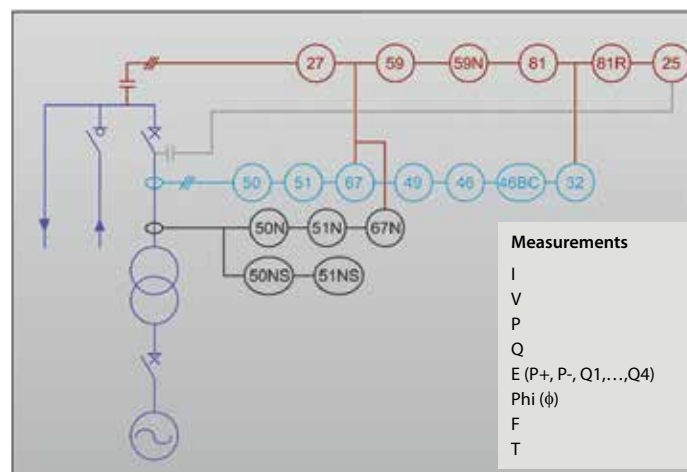 27 59 59N 81 81R 25
50 51 67 49 46 46BC 32
50N 51N 67N
50NS 51NS
Measurements
I
V
P
Q
E (P+, P-, Q1,…,Q4)
Phi (ϕ)
F
T